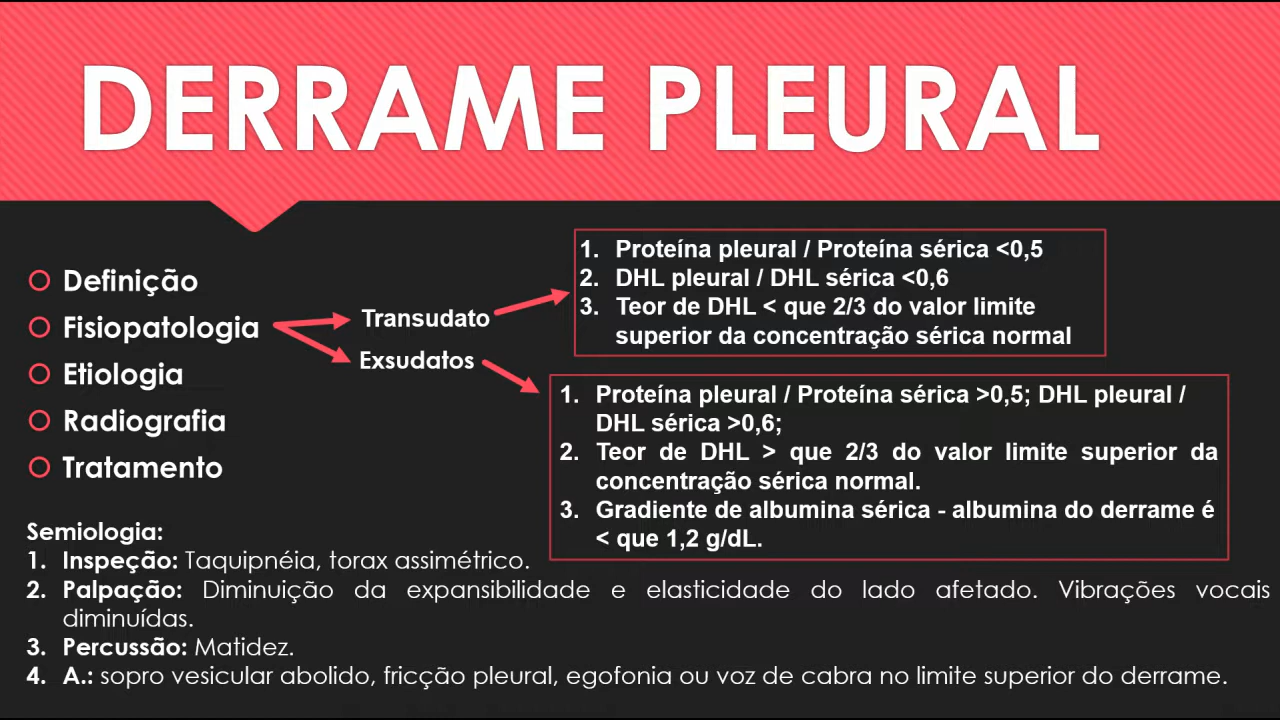 DERRAME PLEURAL
Definição
Fisiopatologia
Etiologia
Radiografia
Tratamento
Transudato
Exsudatos
1. Proteína pleural / Proteína sérica <0,5
2. DHL pleural / DHL sérica <0,6
3. Teor de DHL < que 2/3 do valor limite
superior da concentração sérica normal
1. Proteína pleural / Proteína sérica >0,5; DHL pleural /
DHL sérica >0,6;
2. Teor de DHL > que 2/3 do valor limite superior da
concentração sérica normal.
3. Gradiente de albumina sérica - albumina do derrame é
< que 1,2 g/dL.
Semiologia:
1. Inspeção: Taquipnéia, torax assimétrico.
2. Palpação: Diminuição da expansibilidade e elasticidade do lado afetado. Vibrações vocais
diminuídas.
3. Percussão: Matidez.
4. A.: sopro vesicular abolido, fricção pleural, egofonia ou voz de cabra no limite superior do derrame.